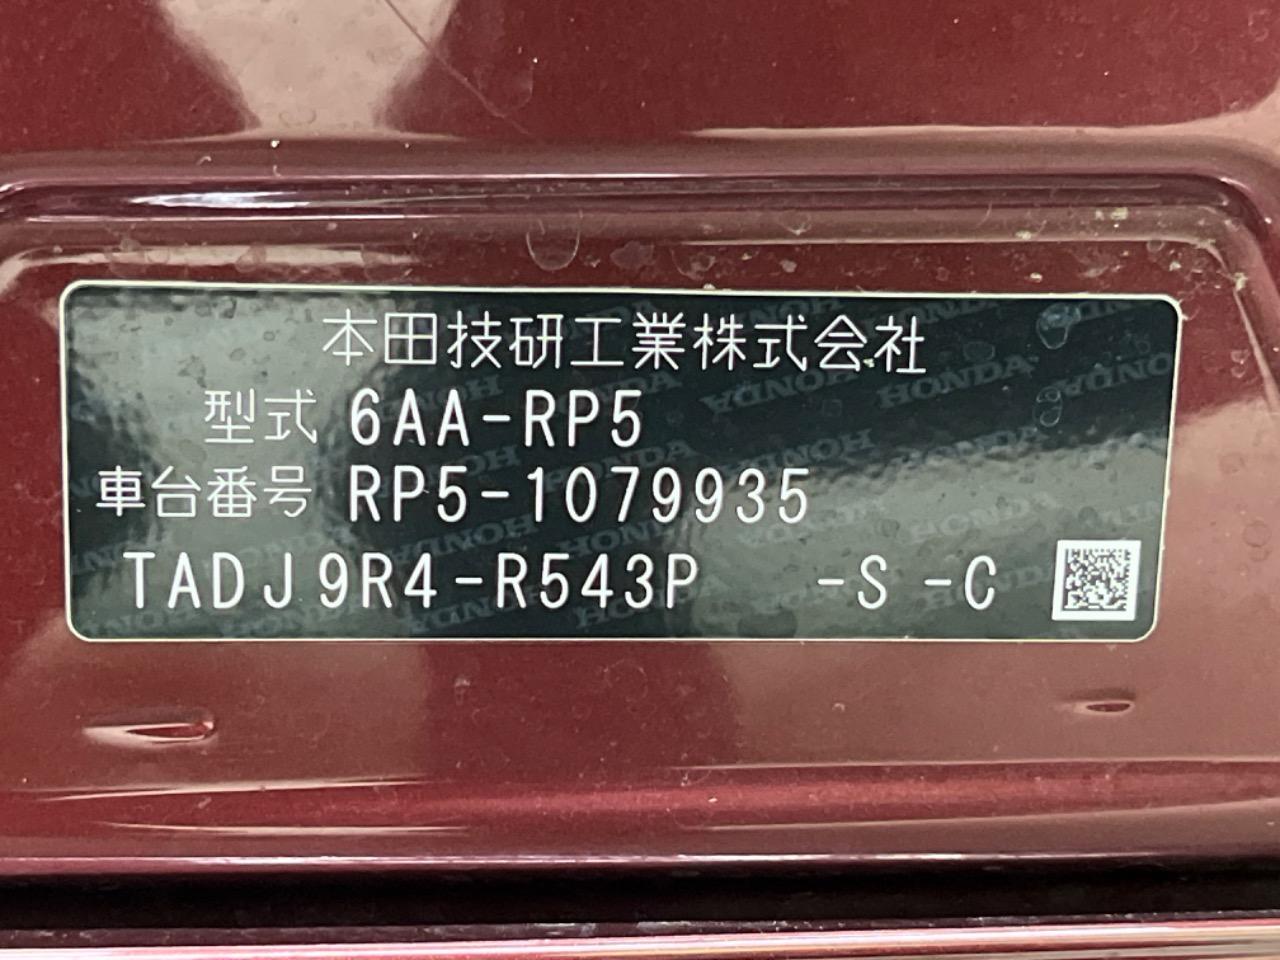 本田技研工業株式会社
型式 6AA-RP5
車台番号 RP5-1079935
TADJ9R4-R543P -S -C